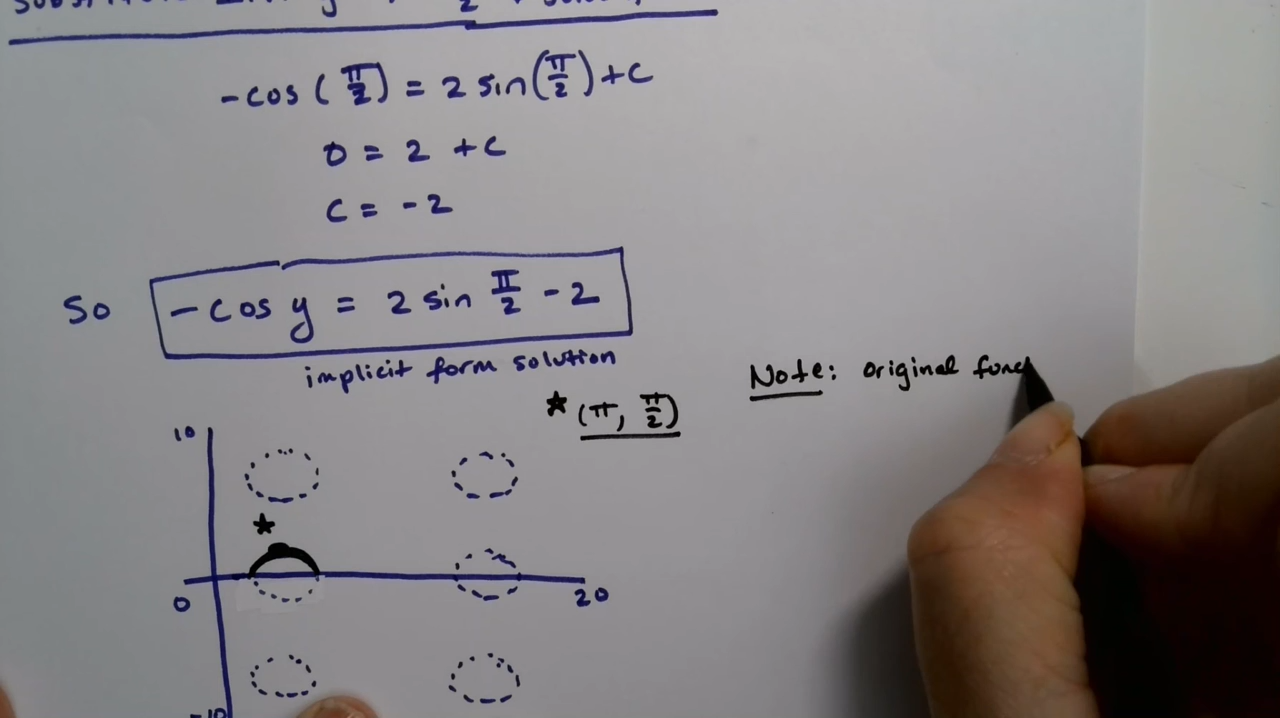 -cos(π/2) = 2 sin(π/2) + C
0 = 2 + C
C = -2
So -cos y = 2 sin π/2 - 2
implicit form solution
Note: original func
★ (π, π/2)
10
★
0
20
-10